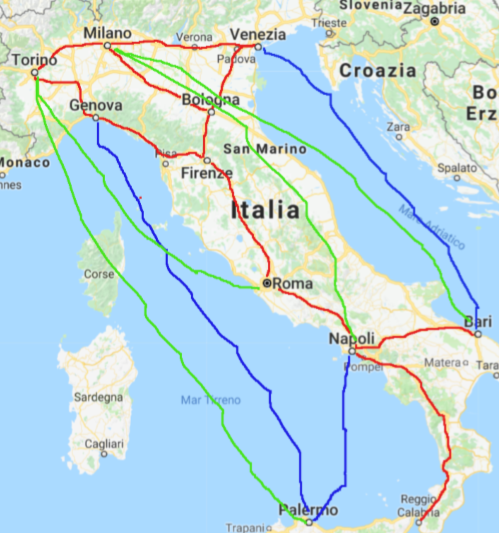 Slovenia
Zagabria
Trieste
Milano
Verona
Venezia
Padova
Torino
Croazia
Bologna
Genova
Bo
Erz
Monaco
nnes
Pisa
San Marino
Zara
Firenze
Spalato
Italia
Mare Adriatico
Corse
Roma
Napoli
Bari
Pompei
Matera
Tara
Sardegna
Mar Tirreno
Cagliari
Reggio
Calabria
Palermo
Trapani